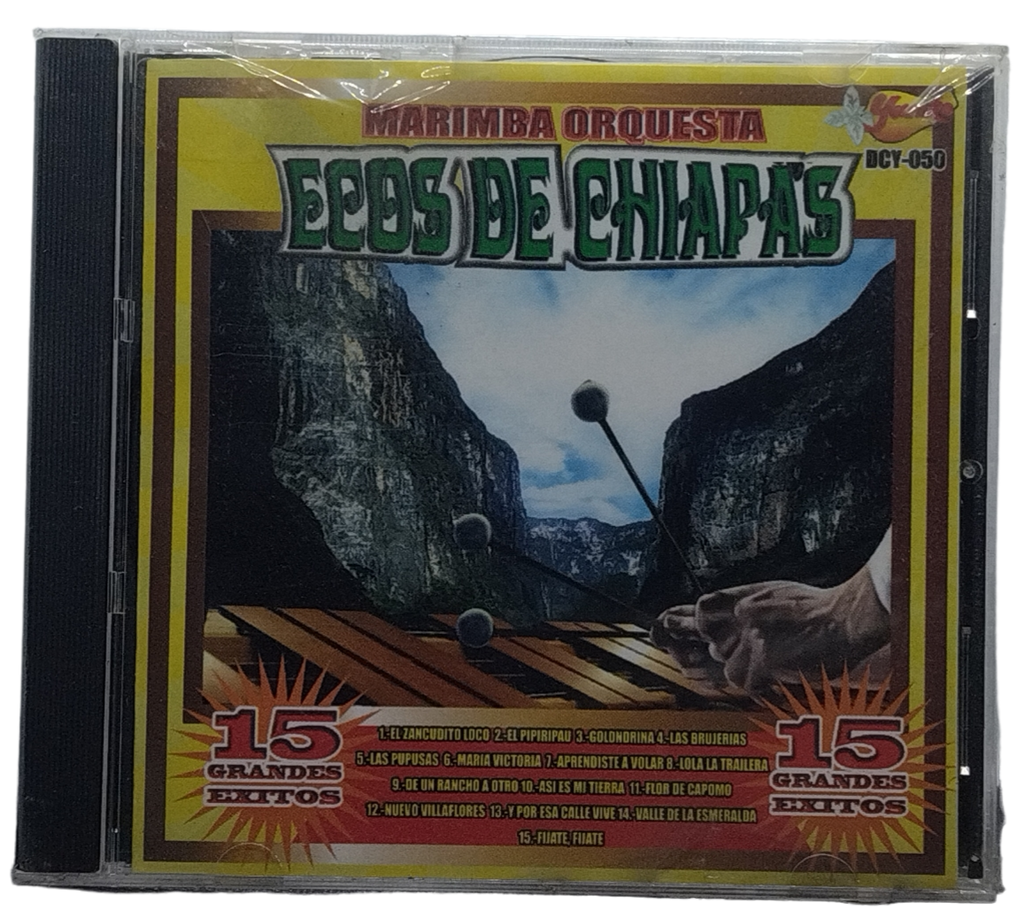 MARIMBA ORQUESTA
DCY-050
ECOS DE CHIAPAS
15
GRANDES
EXITOS
1.-EL ZANCUDITO LOCO 2.-EL PIPIRIPAU 3.-GOLONDRINA 4.-LAS BRUJERIAS
5.-LAS PUPUSAS 6.-MARIA VICTORIA 7.-APRENDISTE A VOLAR 8.-LOLA LA TRAILERA
9.-DE UN RANCHO A OTRO 10.-ASI ES MI TIERRA 11.-FLOR DE CAPOMO
12.-NUEVO VILLAFLORES 13.-Y POR ESA CALLE VIVE 14.-VALLE DE LA ESMERALDA
15.-FIJATE, FIJATE
15
GRANDES
EXITOS